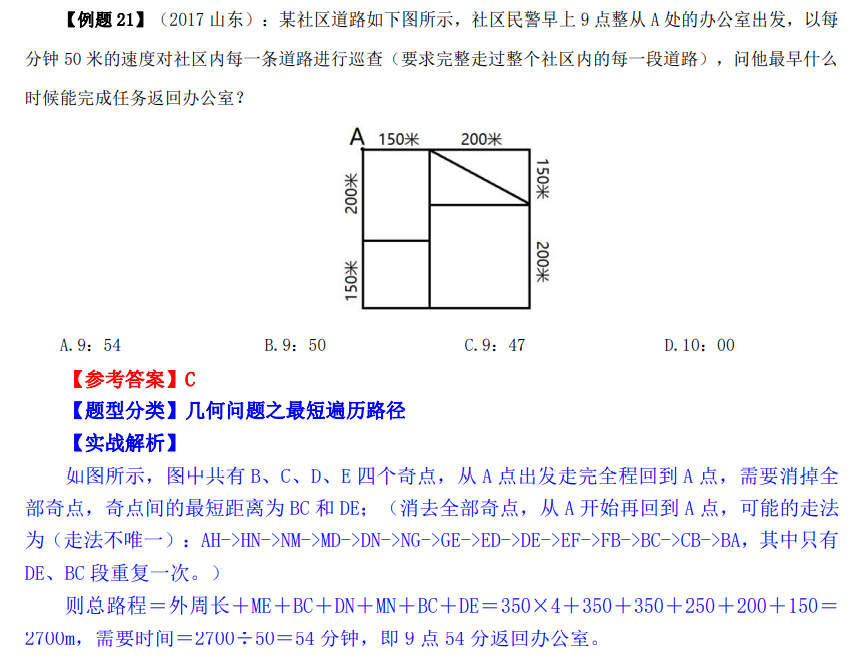 【例题 21】（2017 山东）：某社区道路如下图所示，社区民警早上 9 点整从 A 处的办公室出发，以每
分钟 50 米的速度对社区内每一条道路进行巡查（要求完整走过整个社区内的每一段道路），问他最早什么
时候能完成任务返回办公室？
A 150米 200米
200米
150米
150米
200米
A.9：54 B.9：50 C.9：47 D.10：00
【参考答案】C
【题型分类】几何问题之最短遍历路径
【实战解析】
如图所示，图中共有 B、C、D、E 四个奇点，从 A 点出发走完全程回到 A 点，需要消掉全
部奇点，奇点间的最短距离为 BC 和 DE；（消去全部奇点，从 A 开始再回到 A 点，可能的走法
为（走法不唯一）：AH->HN->NM->MD->DN->NG->GE->ED->DE->EF->FB->BC->CB->BA，其中只有
DE、BC 段重复一次。）
则总路程＝外周长＋ME＋BC＋DN＋MN＋BC＋DE＝350×4＋350＋350＋250＋200＋150＝
2700m，需要时间＝2700÷50＝54 分钟，即 9 点 54 分返回办公室。